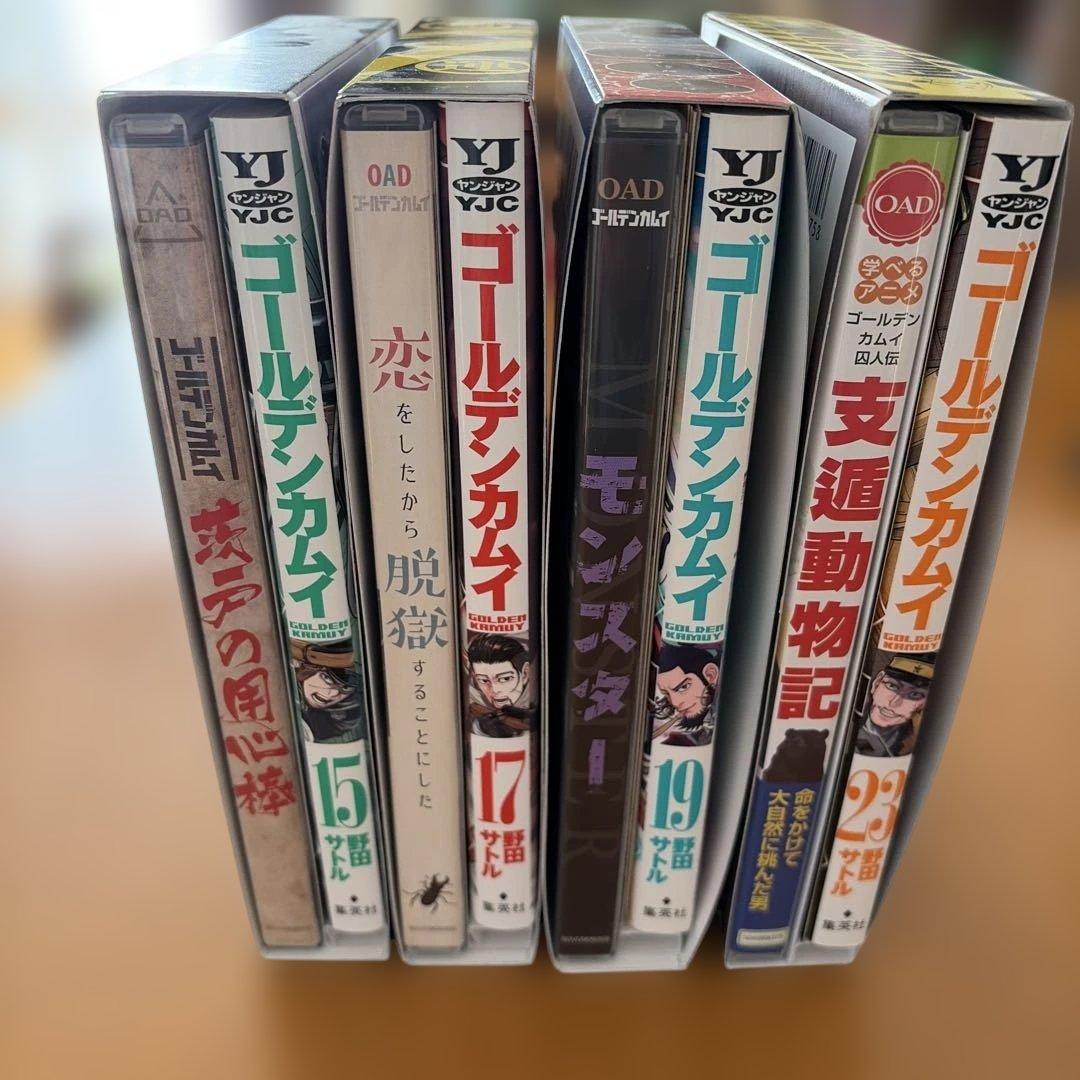 OAD
ゴールデンカムイ
茨戸の用心棒
YJ
ヤンジャン
YJC
ゴールデンカムイ
GOLDEN
KAMUY
15
野田
サトル
集英社
OAD
ゴールデンカムイ
恋をしたから脱獄することにした
YJ
ヤンジャン
YJC
ゴールデンカムイ
GOLDEN
KAMUY
17
野田
サトル
集英社
OAD
ゴールデンカムイ
モンスター
MONSTER
YJ
ヤンジャン
YJC
ゴールデンカムイ
GOLDEN
KAMUY
19
野田
サトル
集英社
OAD
学べる
アニメ
ゴールデン
カムイ
囚人伝
支遁動物記
命をかけて
大自然に挑んだ男
YJ
ヤンジャン
YJC
ゴールデンカムイ
GOLDEN
KAMUY
23
野田
サトル
集英社